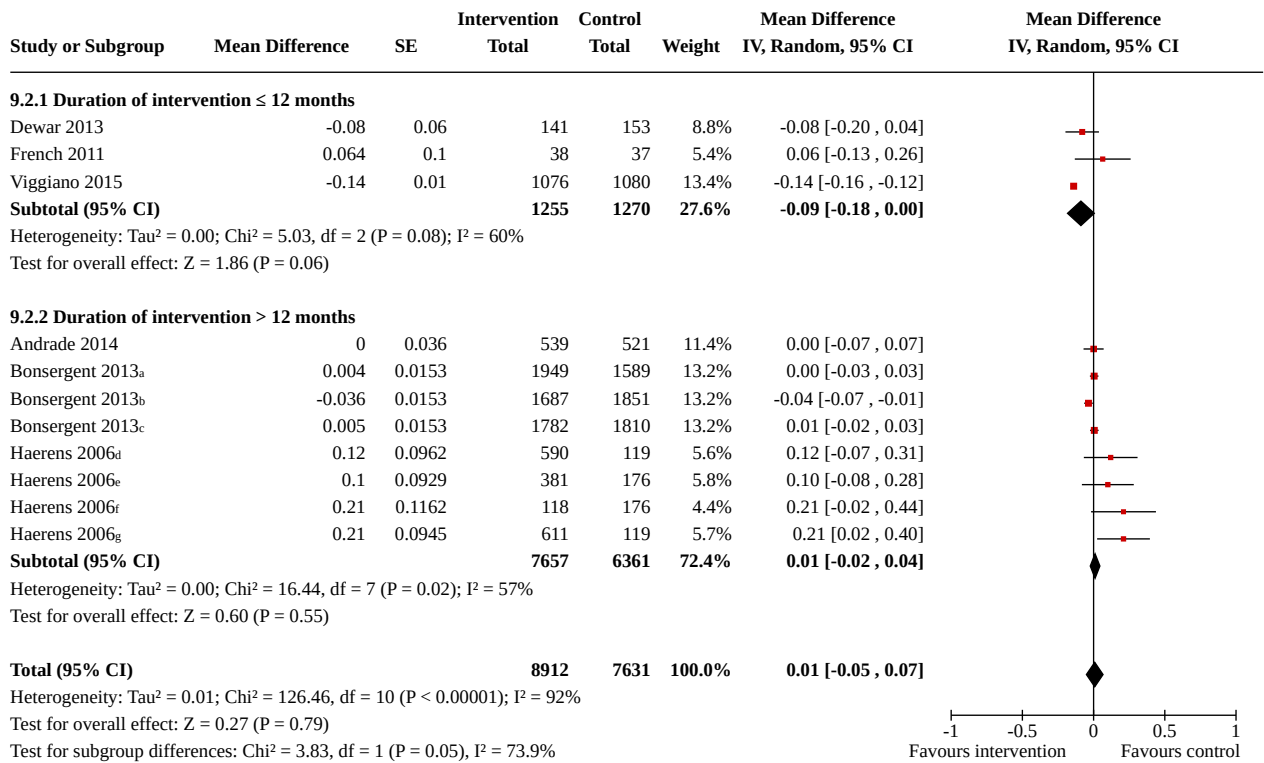 Intervention Control Mean Difference Mean Difference
Study or Subgroup Mean Difference SE Total Total Weight IV, Random, 95% CI IV, Random, 95% CI
9.2.1 Duration of intervention ≤ 12 months
Dewar 2013 -0.08 0.06 141 153 8.8% -0.08 [-0.20 , 0.04]
French 2011 0.064 0.1 38 37 5.4% 0.06 [-0.13 , 0.26]
Viggiano 2015 -0.14 0.01 1076 1080 13.4% -0.14 [-0.16 , -0.12]
Subtotal (95% CI) 1255 1270 27.6% -0.09 [-0.18 , 0.00]
Heterogeneity: Tau² = 0.00; Chi² = 5.03, df = 2 (P = 0.08); I² = 60%
Test for overall effect: Z = 1.86 (P = 0.06)
9.2.2 Duration of intervention > 12 months
Andrade 2014 0 0.036 539 521 11.4% 0.00 [-0.07 , 0.07]
Bonsergent 2013a 0.004 0.0153 1949 1589 13.2% 0.00 [-0.03 , 0.03]
Bonsergent 2013b -0.036 0.0153 1687 1851 13.2% -0.04 [-0.07 , -0.01]
Bonsergent 2013c 0.005 0.0153 1782 1810 13.2% 0.01 [-0.02 , 0.03]
Haerens 2006d 0.12 0.0962 590 119 5.6% 0.12 [-0.07 , 0.31]
Haerens 2006e 0.1 0.0929 381 176 5.8% 0.10 [-0.08 , 0.28]
Haerens 2006f 0.21 0.1162 118 176 4.4% 0.21 [-0.02 , 0.44]
Haerens 2006g 0.21 0.0945 611 119 5.7% 0.21 [0.02 , 0.40]
Subtotal (95% CI) 7657 6361 72.4% 0.01 [-0.02 , 0.04]
Heterogeneity: Tau² = 0.00; Chi² = 16.44, df = 7 (P = 0.02); I² = 57%
Test for overall effect: Z = 0.60 (P = 0.55)
Total (95% CI) 8912 7631 100.0% 0.01 [-0.05 , 0.07]
Heterogeneity: Tau² = 0.01; Chi² = 126.46, df = 10 (P < 0.00001); I² = 92%
Test for overall effect: Z = 0.27 (P = 0.79)
Test for subgroup differences: Chi² = 3.83, df = 1 (P = 0.05), I² = 73.9%
-1 -0.5 0 0.5 1
Favours intervention Favours control